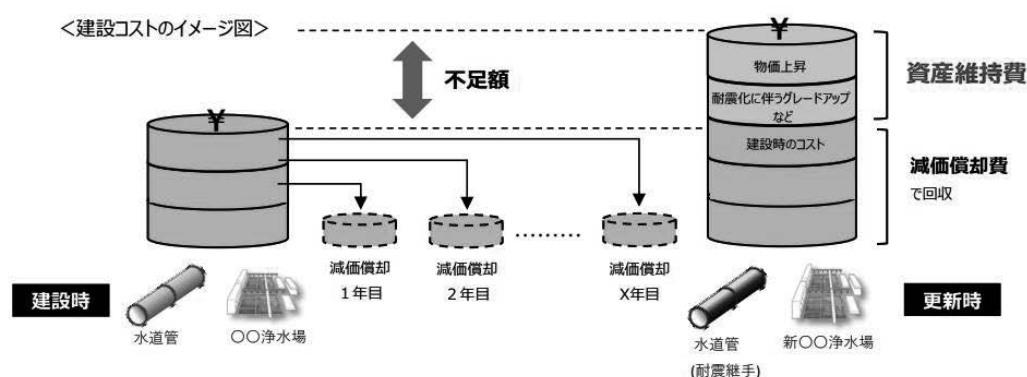 <建設コストのイメージ図>
¥
不足額
¥
物価上昇
耐震化に伴うグレードアップ
など
建設時のコスト
資産維持費
減価償却費
で回収
減価償却
1年目
減価償却
2年目
………
減価償却
X年目
建設時
水道管
〇〇浄水場
水道管
(耐震継手)
新〇〇浄水場
更新時